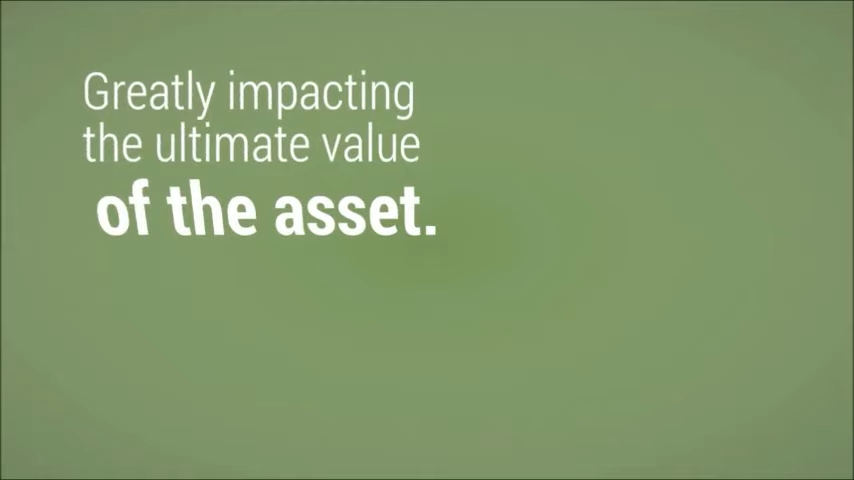 Greatly impacting
the ultimate value
of the asset.